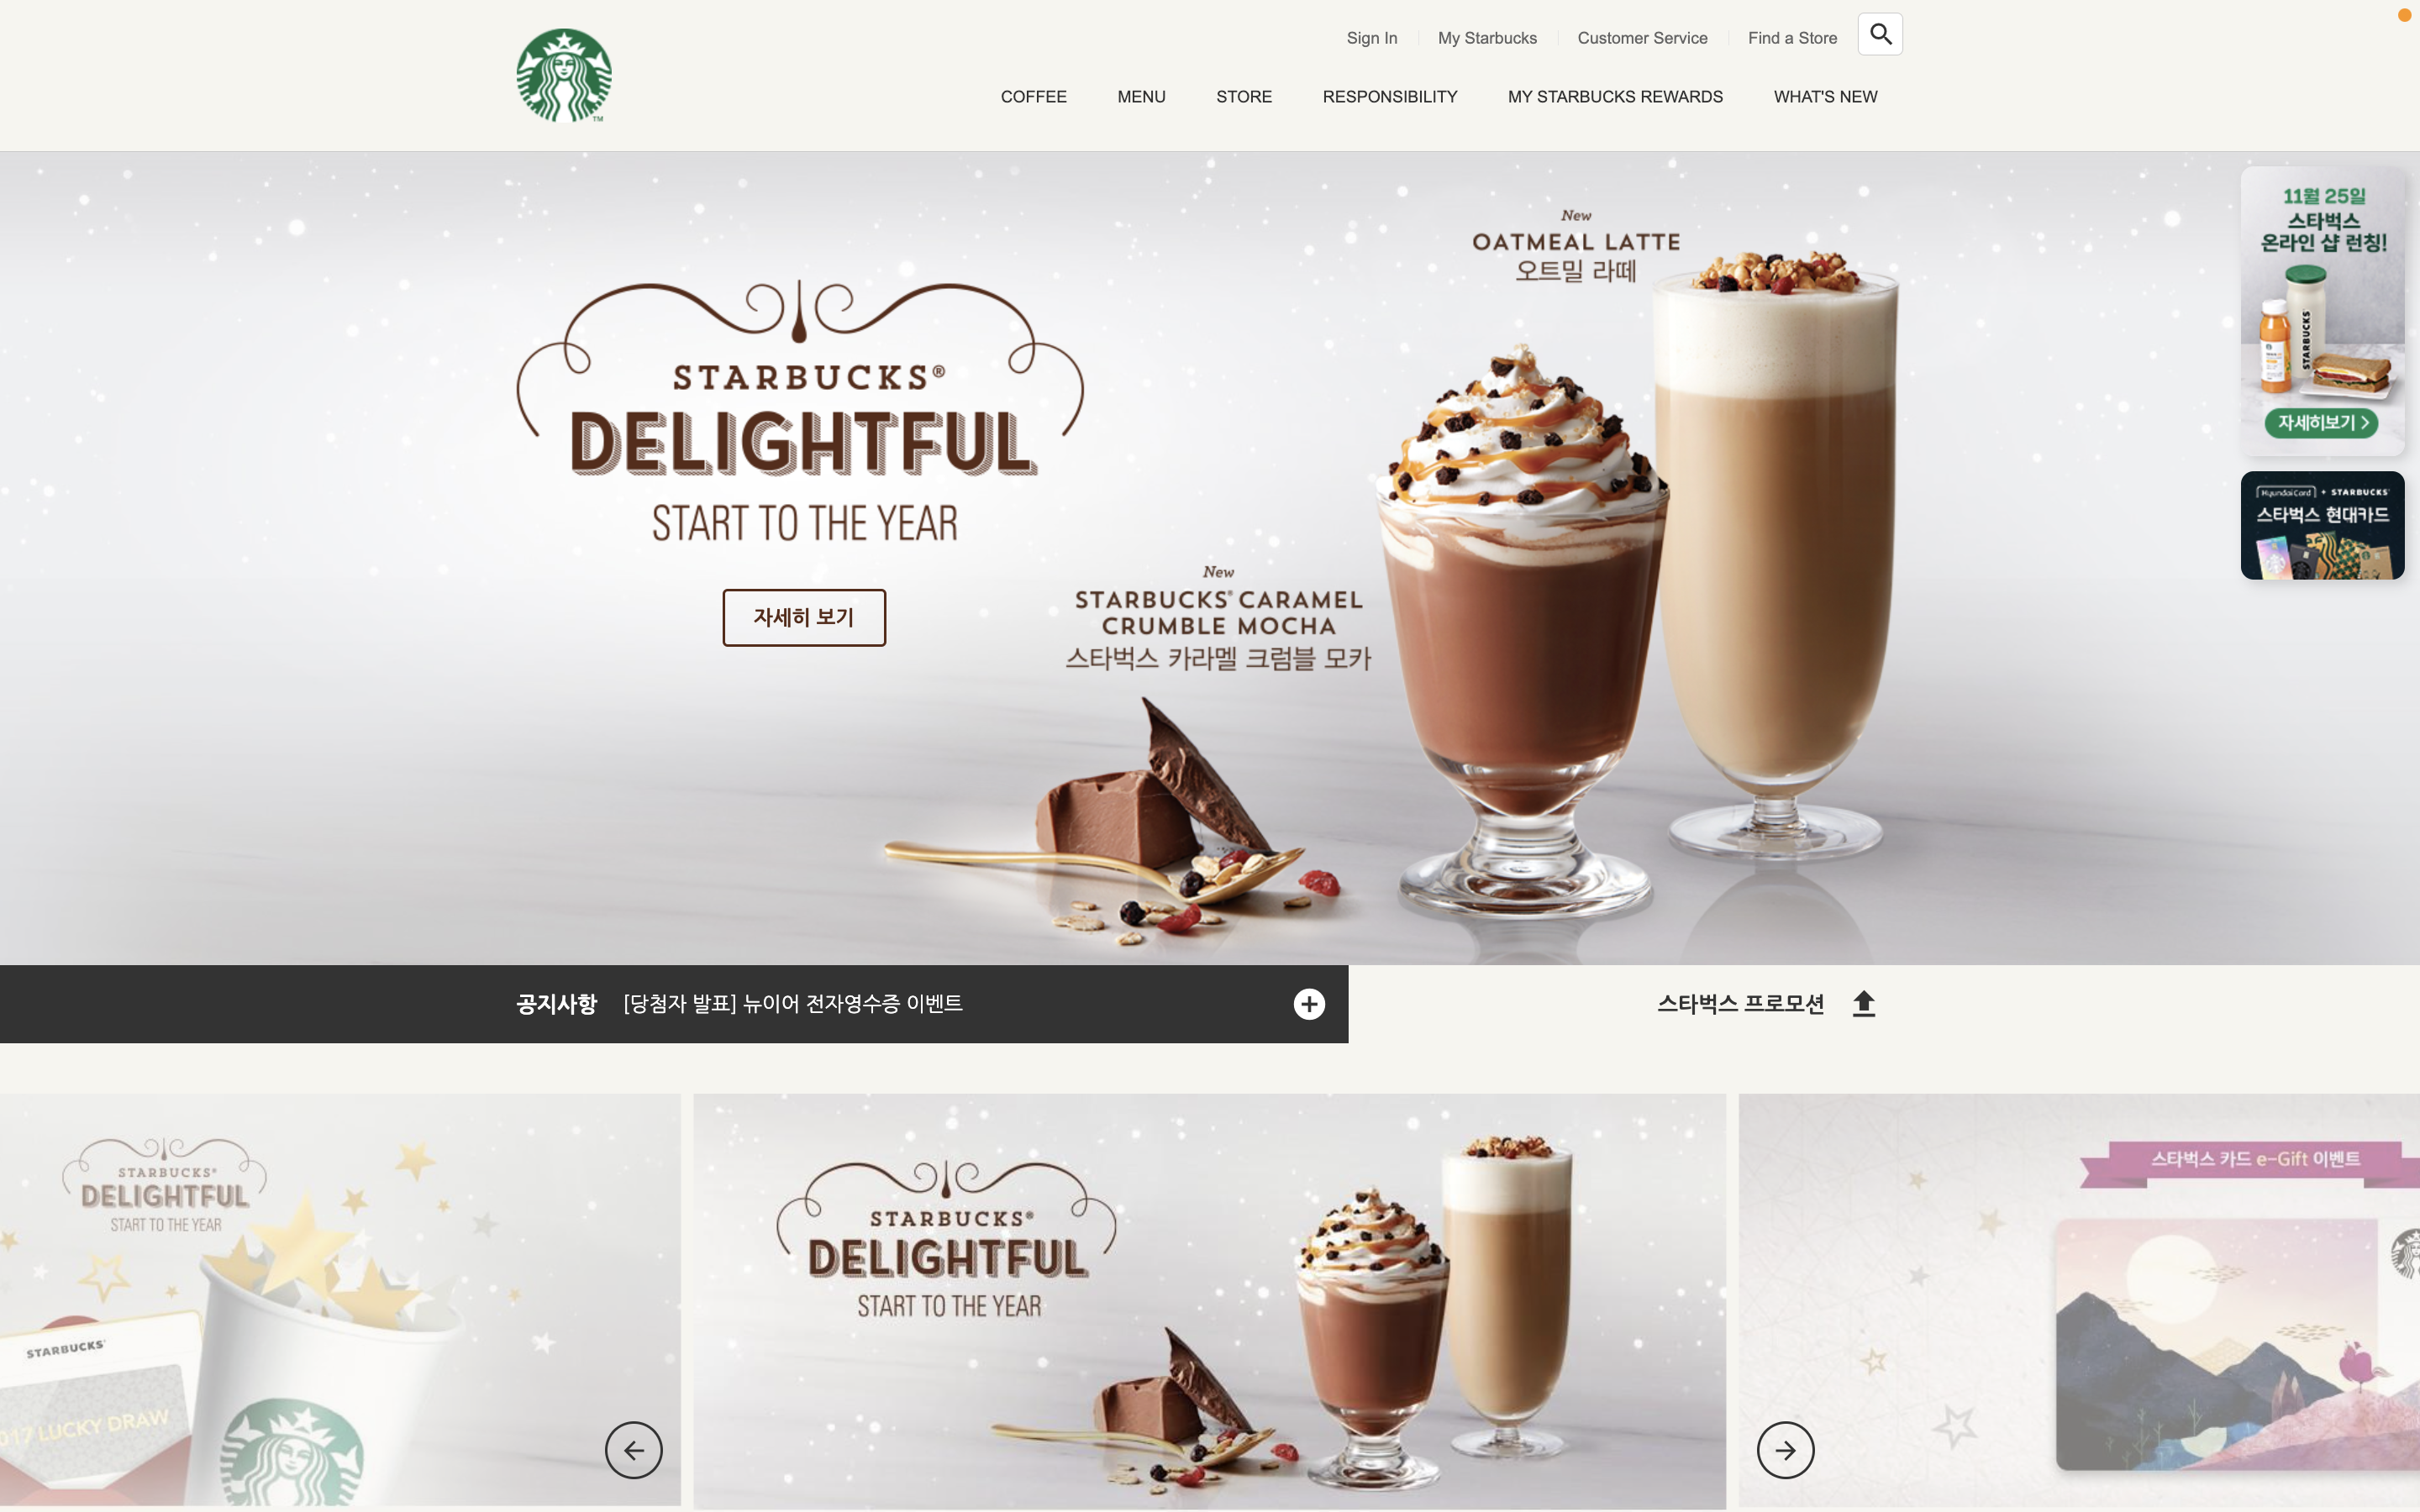 Sign In
My Starbucks
Customer Service
Find a Store
TM
COFFEE
MENU
STORE
RESPONSIBILITY
MY STARBUCKS REWARDS
WHAT'S NEW
STARBUCKS®
DELIGHTFUL
START TO THE YEAR
자세히 보기
New
OATMEAL LATTE
오트밀 라떼
New
STARBUCKS® CARAMEL
CRUMBLE MOCHA
스타벅스 카라멜 크럼블 모카
11월 25일
스타벅스
온라인 샵 런칭!
STARBUCKS
자세히보기 >
HyundaiCard + STARBUCKS®
스타벅스 현대카드
공지사항 [당첨자 발표] 뉴이어 전자영수증 이벤트
스타벅스 프로모션
STARBUCKS®
DELIGHTFUL
START TO THE YEAR
STARBUCKS®
017 LUCKY DRAW
STARBUCKS®
DELIGHTFUL
START TO THE YEAR
스타벅스 카드 e-Gift 이벤트